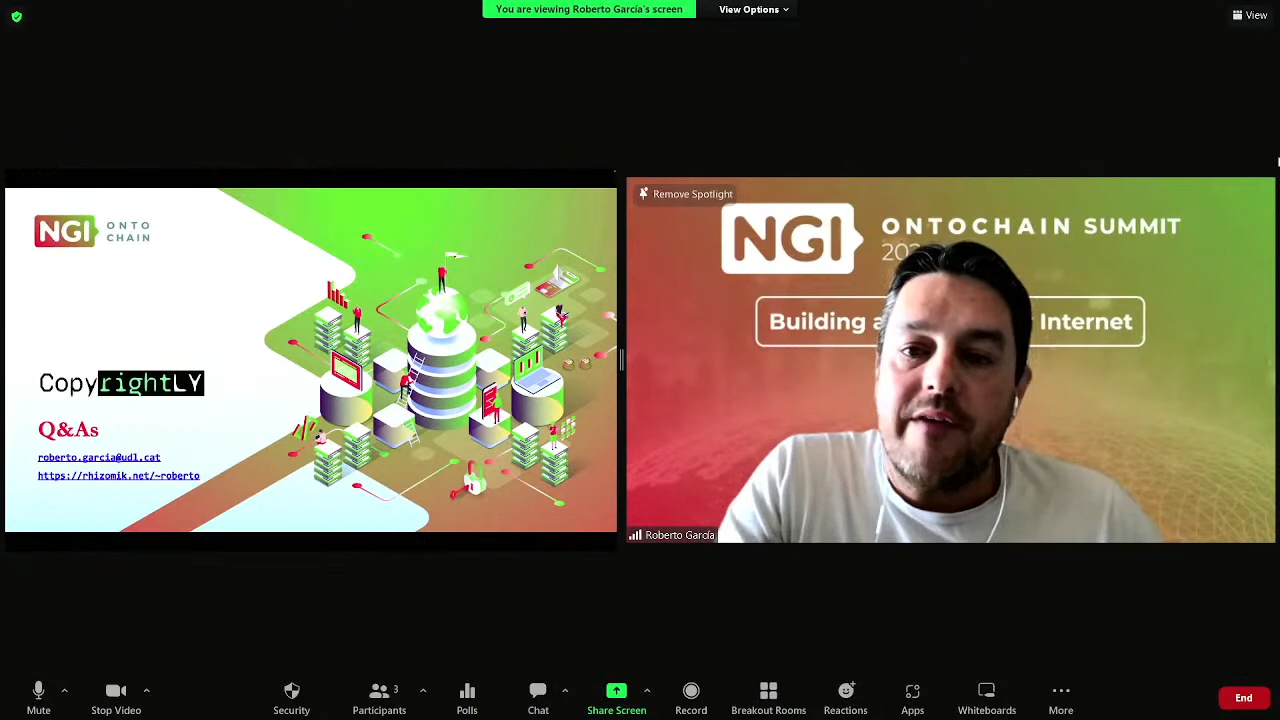 You are viewing Roberto García's screen
View Options
View
NGI
ONTO
CHAIN
CopyrightLY
Q&As
roberto.garcia@udl.cat
https://rhizomik.net/~roberto
Remove Spotlight
NGI
ONTOCHAIN SUMMIT
Building a
Internet
Roberto García
Mute
Stop Video
Security
Participants
3
Polls
Chat
Share Screen
Record
Breakout Rooms
Reactions
Apps
Whiteboards
More
End